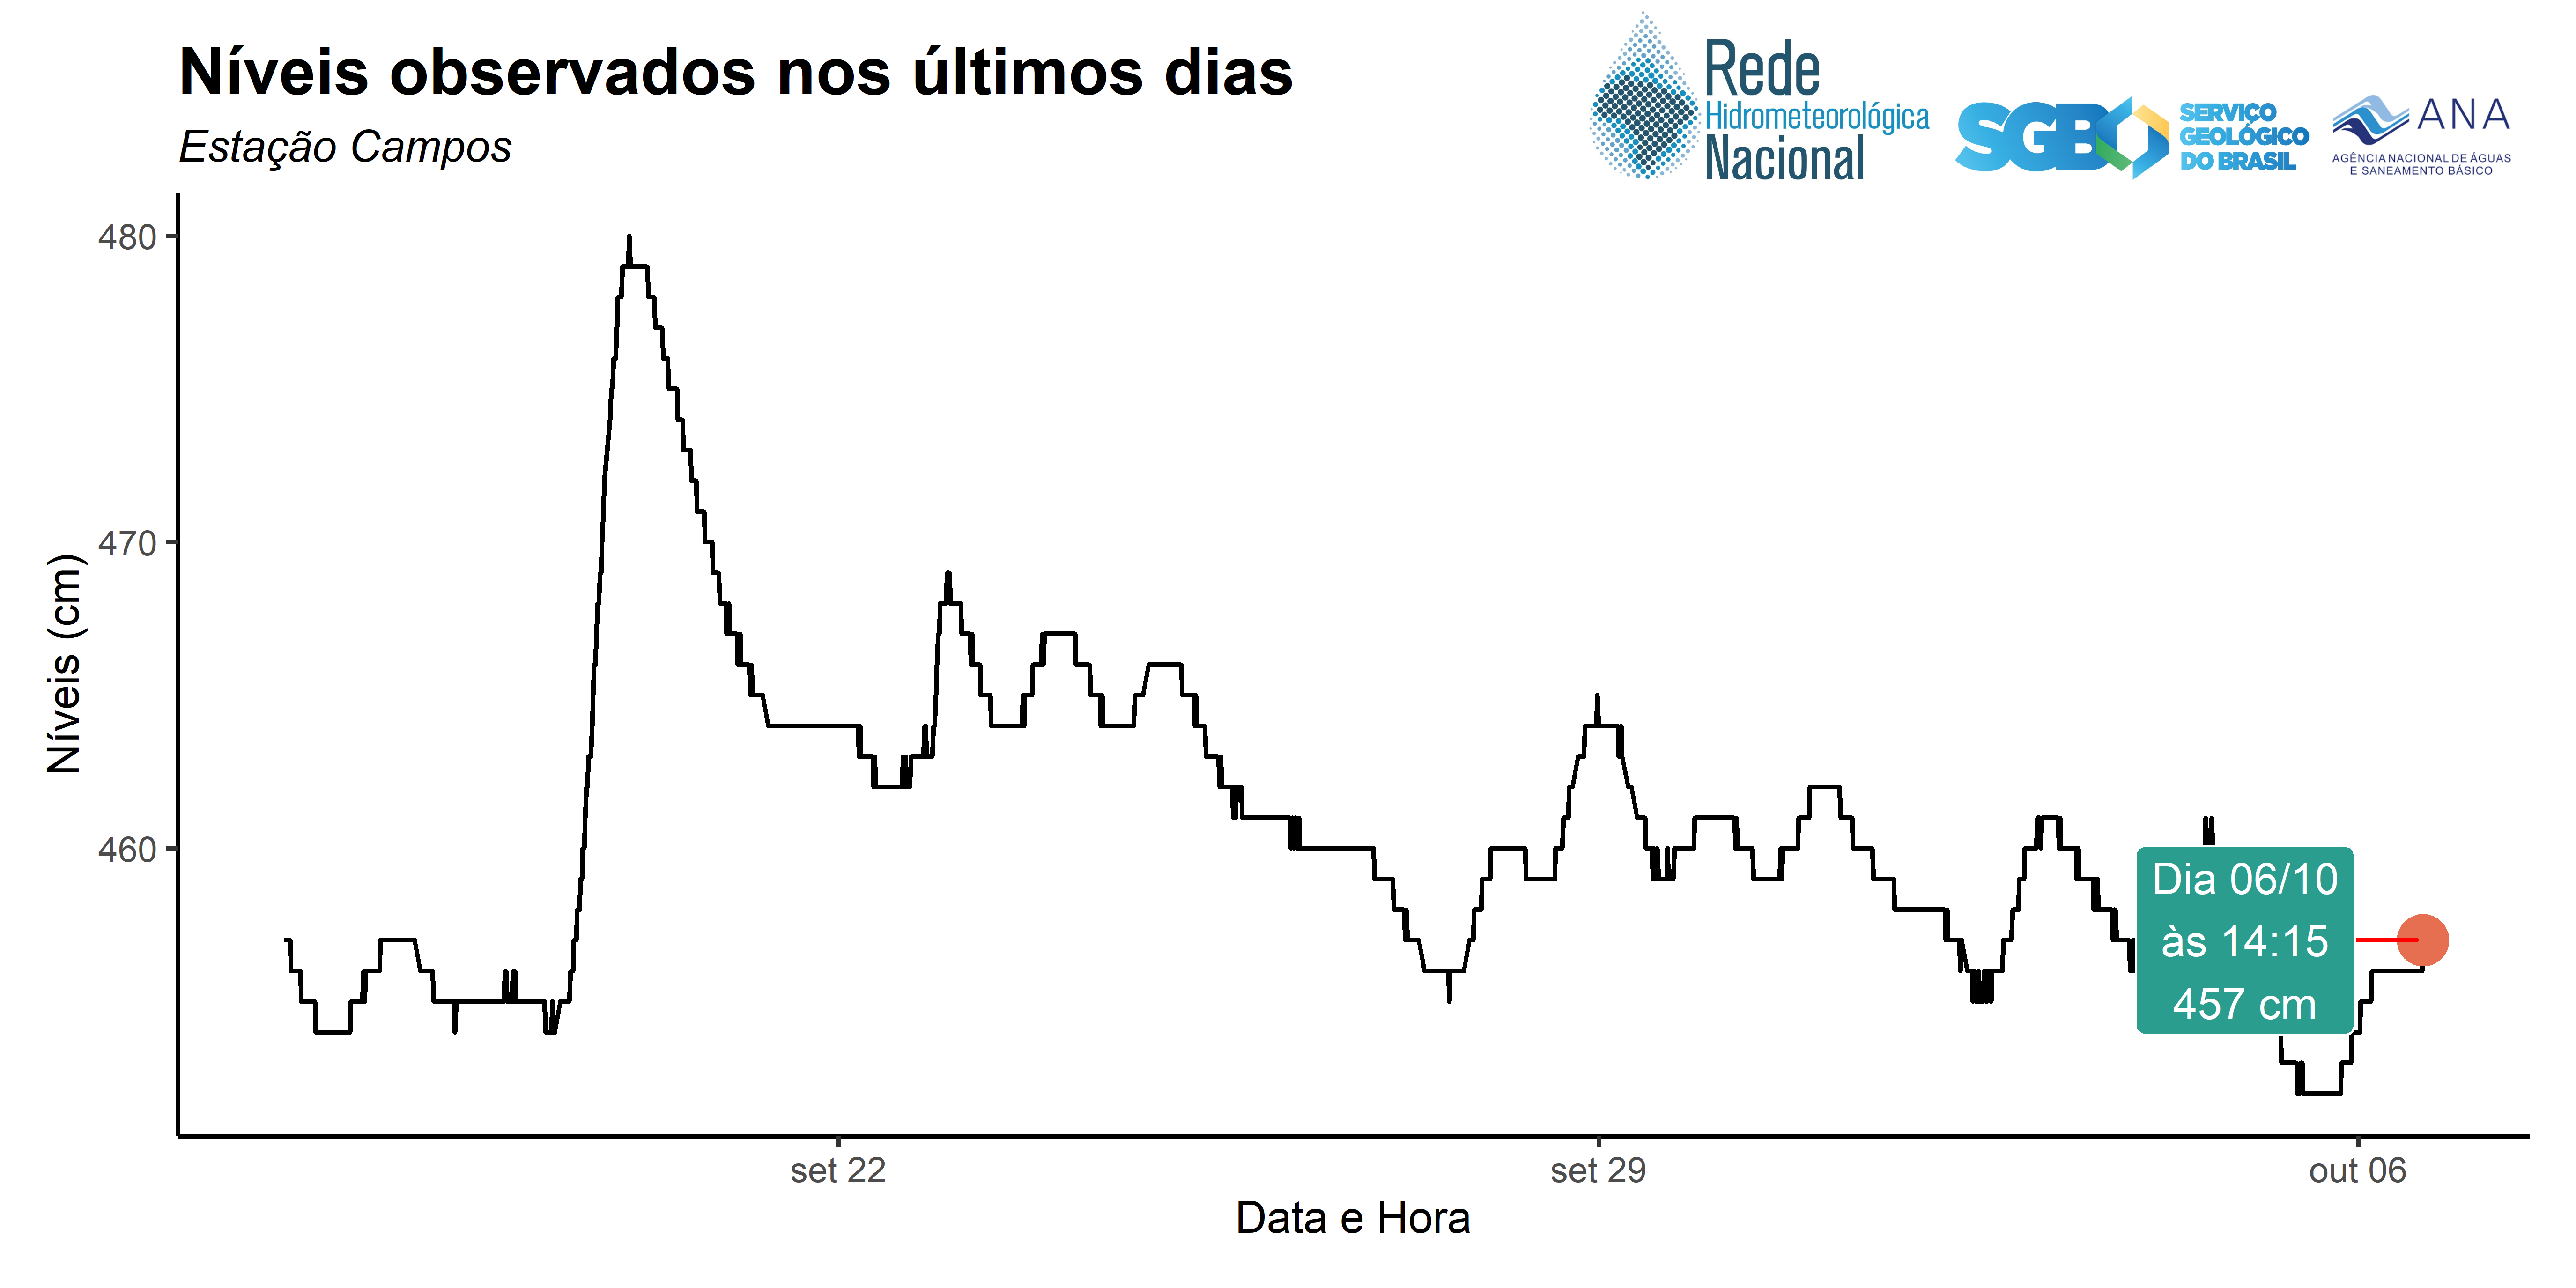 Níveis observados nos últimos dias
Estação Campos
Rede
Hidrometeorológica
Nacional
SGB
SERVIÇO
GEOLÓGICO
DO BRASIL
ANA
AGÊNCIA NACIONAL DE ÁGUAS
E SANEAMENTO BÁSICO
Níveis (cm)
480
470
460
Dia 06/10
às 14:15
457 cm
set 22
set 29
out 06
Data e Hora